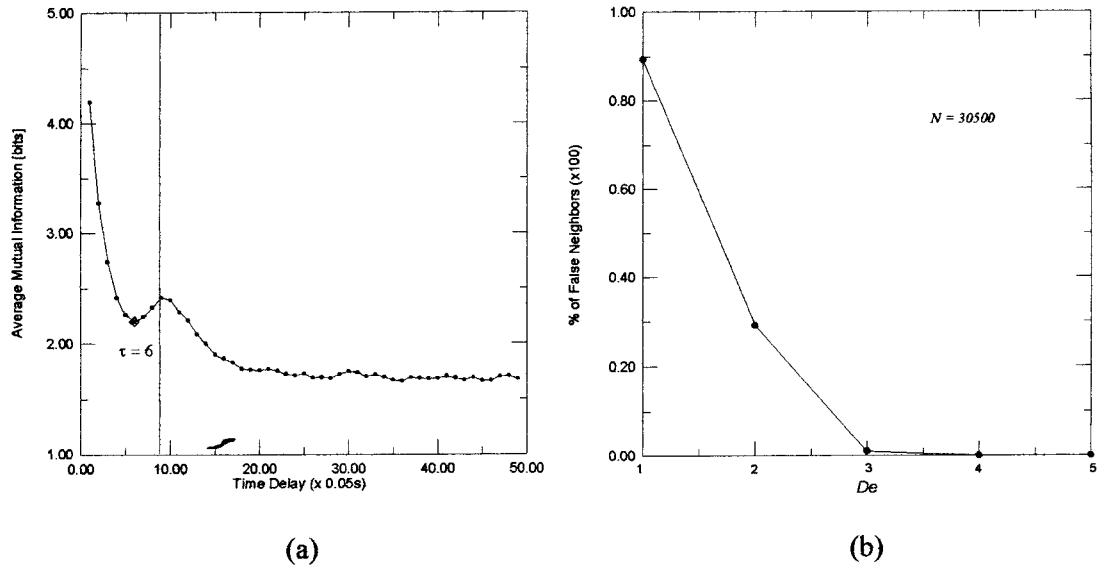 5.00
4.00
3.00
2.00
1.00
Average Mutual Information [bits]
τ = 6
0.00 10.00 20.00 30.00 40.00 50.00
Time Delay (x 0.05s)
(a)
1.00
0.80
0.60
0.40
0.20
0.00
% of False Neighbors (x100)
N = 30500
1 2 3 4 5
De
(b)